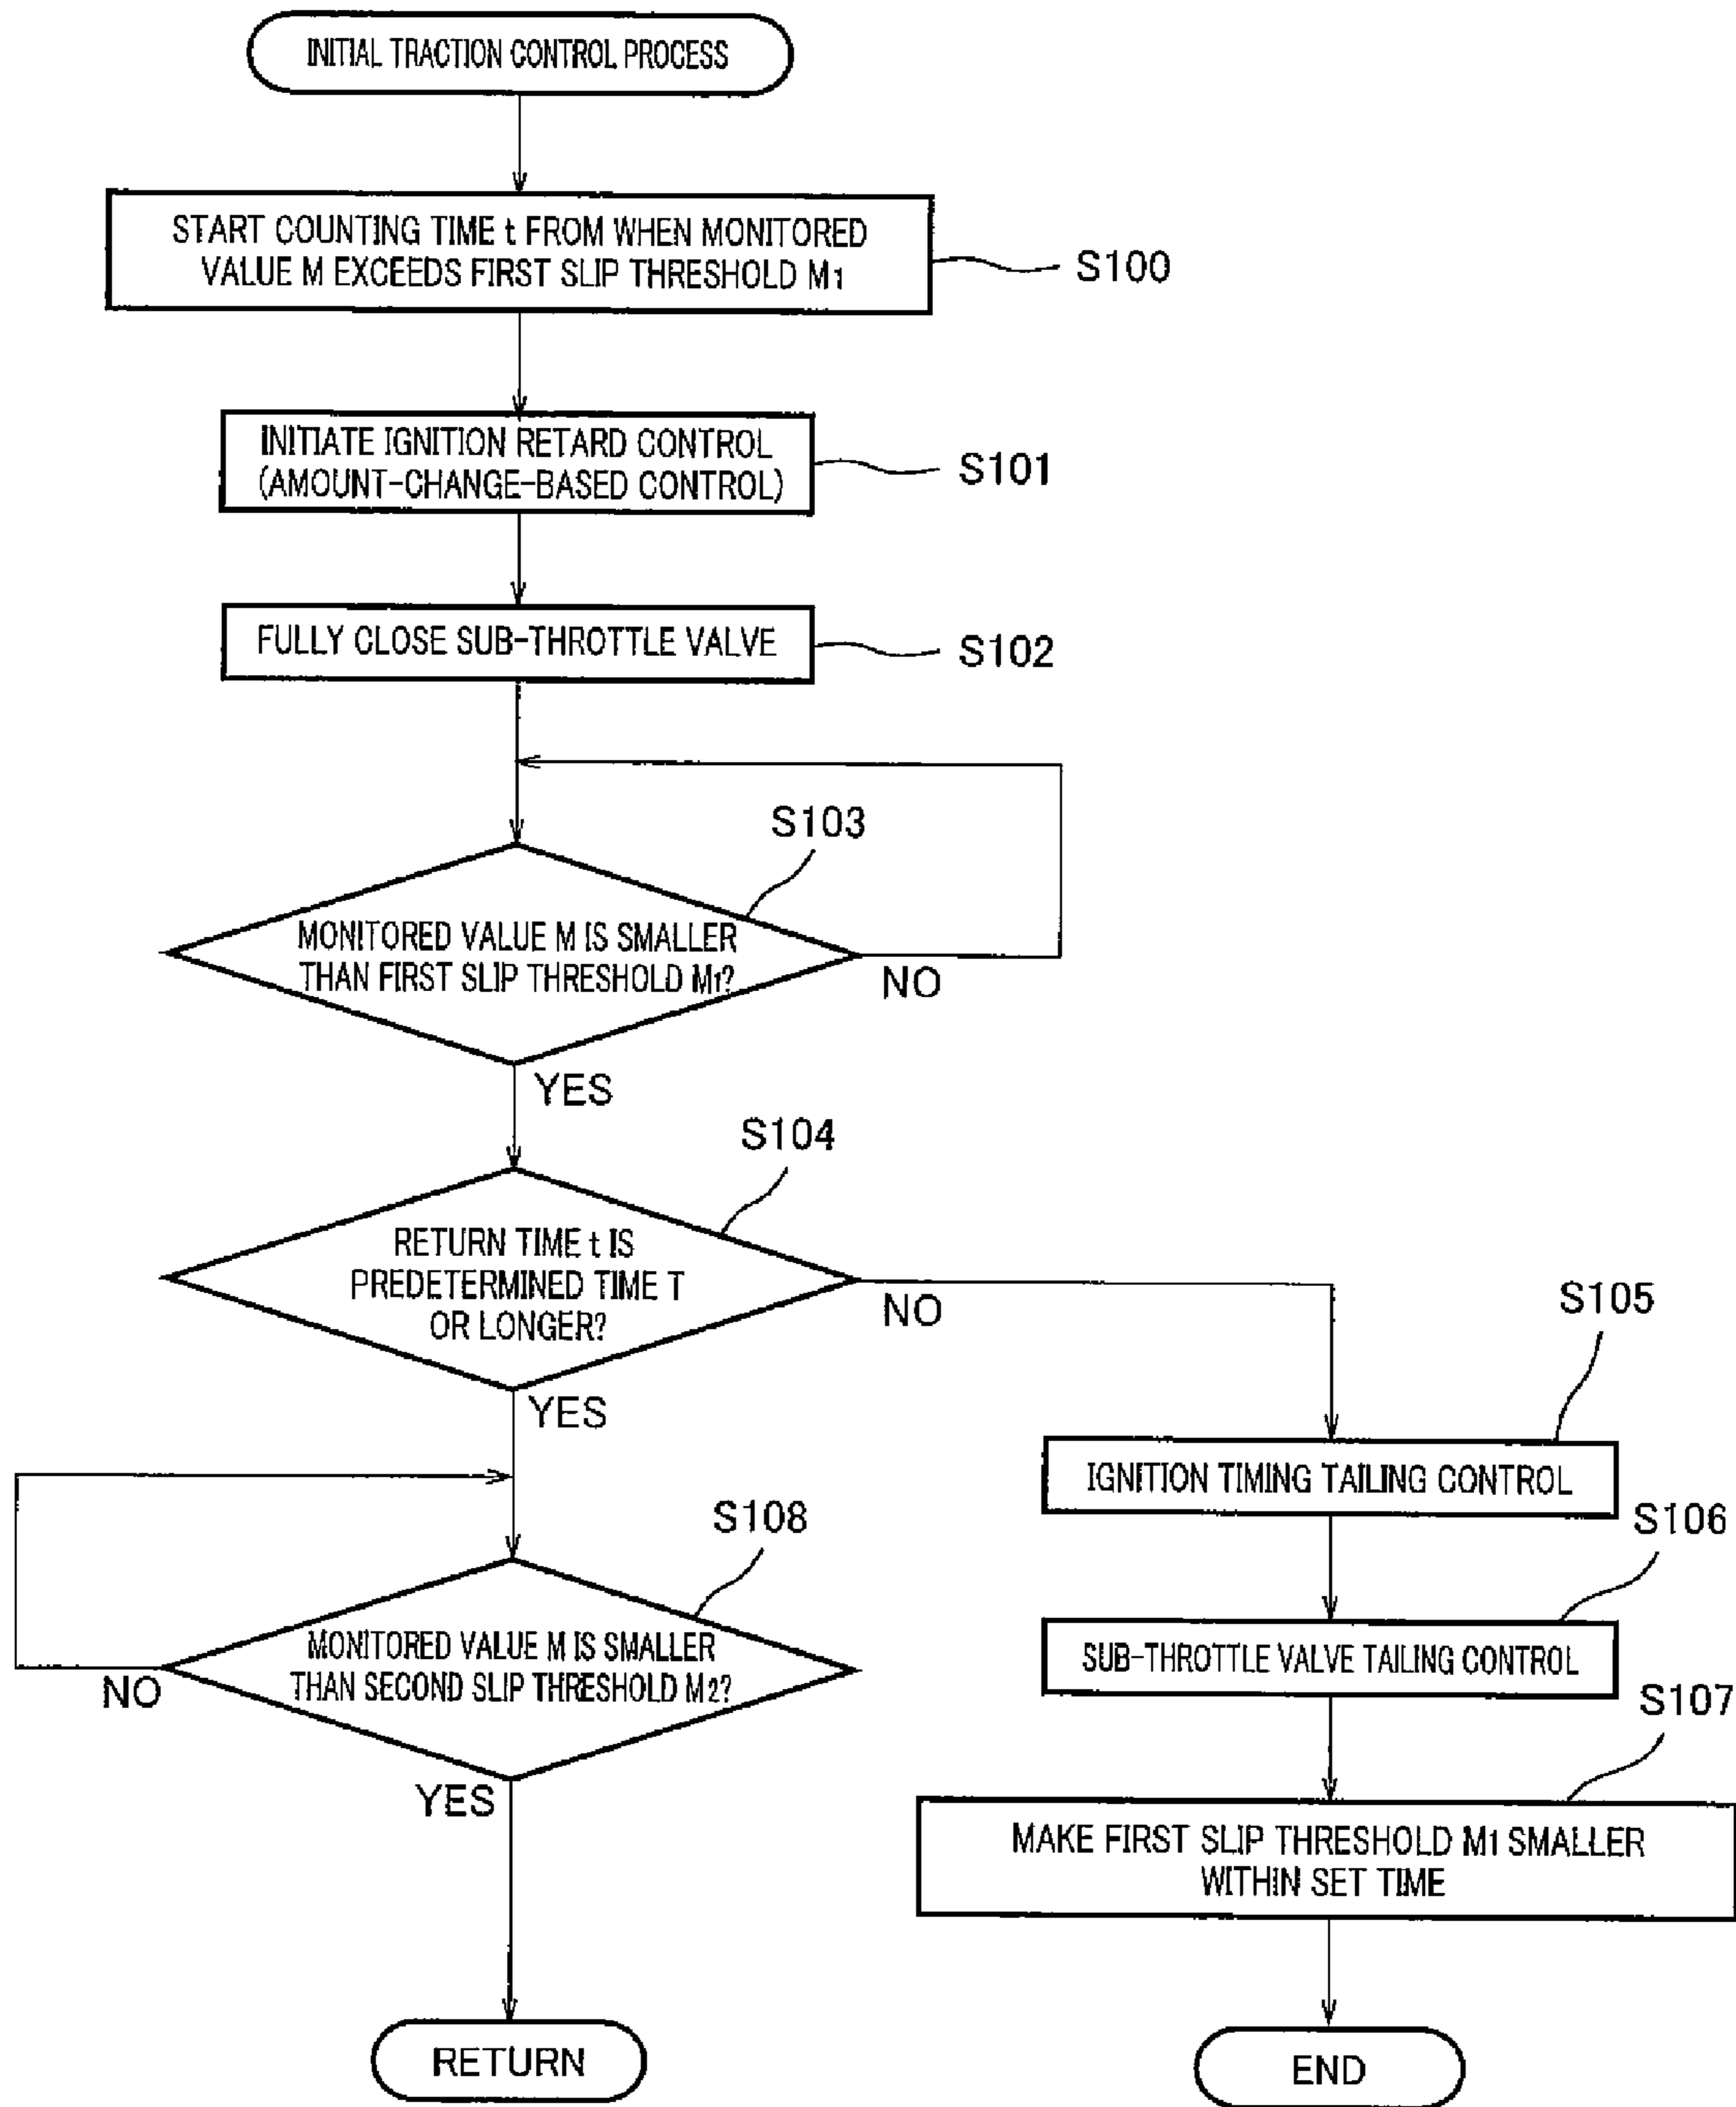 INITIAL TRACTION CONTROL PROCESS
START COUNTING TIME t FROM WHEN MONITORED
VALUE M EXCEEDS FIRST SLIP THRESHOLD M1
S100
INITIATE IGNITION RETARD CONTROL
(AMOUNT-CHANGE-BASED CONTROL)
S101
FULLY CLOSE SUB-THROTTLE VALVE
S102
S103
MONITORED VALUE M IS SMALLER
THAN FIRST SLIP THRESHOLD M1?
NO
YES
S104
RETURN TIME t IS
PREDETERMINED TIME T
OR LONGER?
NO
YES
S105
IGNITION TIMING TAILING CONTROL
S106
SUB-THROTTLE VALVE TAILING CONTROL
S107
MAKE FIRST SLIP THRESHOLD M1 SMALLER
WITHIN SET TIME
S108
MONITORED VALUE M IS SMALLER
THAN SECOND SLIP THRESHOLD M2?
NO
YES
RETURN
END